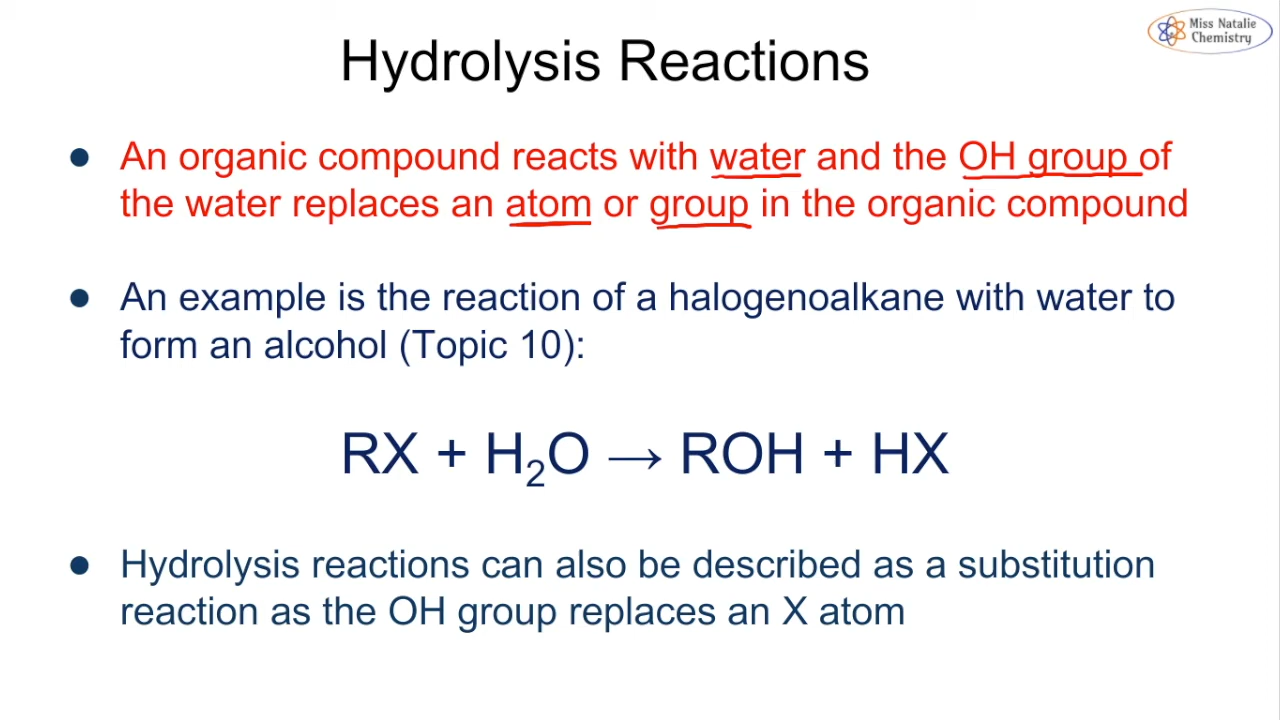 Miss Natalie
Chemistry
Hydrolysis Reactions
● An organic compound reacts with water and the OH group of
the water replaces an atom or group in the organic compound
● An example is the reaction of a halogenoalkane with water to
form an alcohol (Topic 10):
RX + H₂O → ROH + HX
● Hydrolysis reactions can also be described as a substitution
reaction as the OH group replaces an X atom